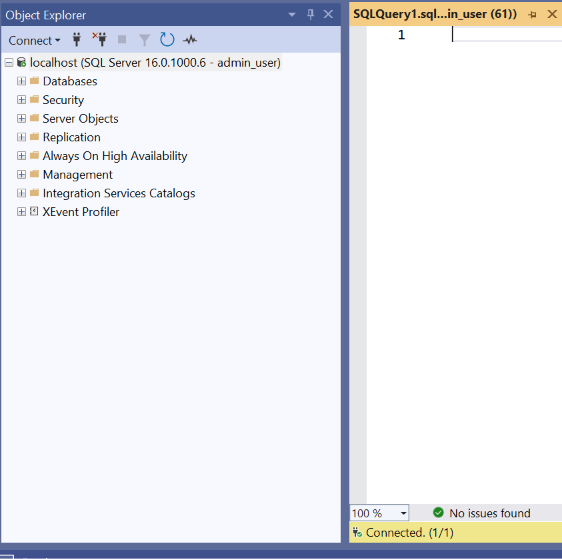 Object Explorer
Connect
localhost (SQL Server 16.0.1000.6 - admin_user)
Databases
Security
Server Objects
Replication
Always On High Availability
Management
Integration Services Catalogs
XEvent Profiler
SQLQuery1.sql...in_user (61))
1
100 %
No issues found
Connected. (1/1)